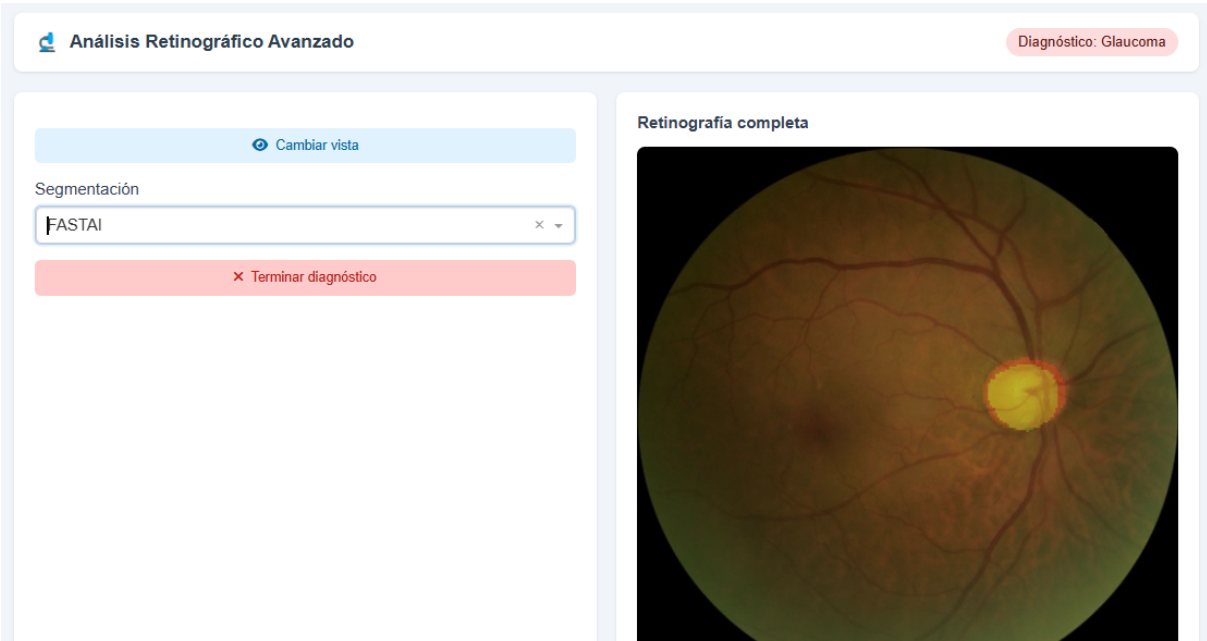 Análisis Retinográfico Avanzado
Diagnóstico: Glaucoma
Cambiar vista
Segmentación
FASTAI
Terminar diagnóstico
Retinografía completa